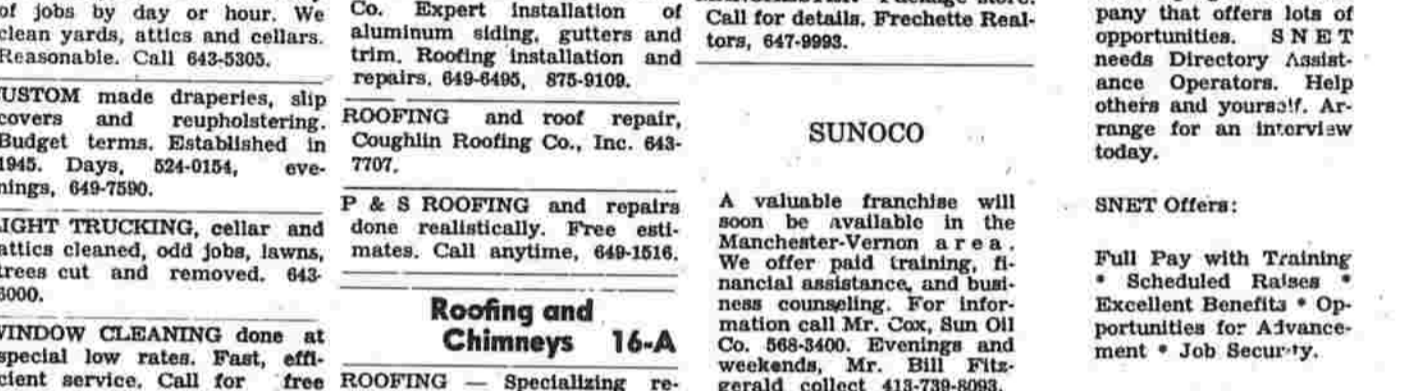 of jobs by day or hour. We
clean yards, attics and cellars.
Reasonable. Call 643-5305.
USTOM made draperies, slip
covers and reupholstering.
Budget terms. Established in
1945. Days, 524-0154, eve-
nings, 649-7590.
IGHT TRUCKING, cellar and
attics cleaned, odd jobs, lawns,
trees cut and removed. 643-
6000.
WINDOW CLEANING done at
special low rates. Fast, effi-
cient service. Call for free
Co. Expert installation of
aluminum siding, gutters and
trim. Roofing installation and
repairs. 649-6495, 875-9109.
ROOFING and roof repair,
Coughlin Roofing Co., Inc. 643-
7707.
P & S ROOFING and repairs
done realistically. Free esti-
mates. Call anytime, 649-1516.
Roofing and
Chimneys 16-A
ROOFING — Specializing re-
Call for details, Frechette Real-
tors, 647-9993.
SUNOCO
A valuable franchise will
soon be available in the
Manchester-Vernon area.
We offer paid training, fi-
nancial assistance, and busi-
ness counseling. For infor-
mation call Mr. Cox, Sun Oil
Co. 568-3400. Evenings and
weekends, Mr. Bill Fitz-
gerald collect 413-739-8093.
pany that offers lots of
opportunities. SNET
needs Directory Assist-
ance Operators. Help
others and yourself. Ar-
range for an interview
today.
SNET Offers:
Full Pay with Training
• Scheduled Raises •
Excellent Benefits • Op-
portunities for Advance-
ment • Job Security.